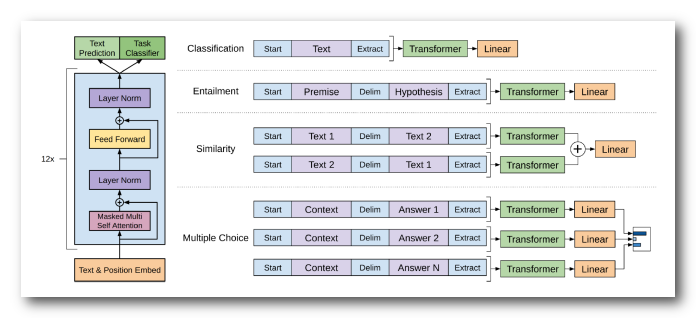 Text
Prediction
Task
Classifier
12x
Layer Norm
Feed Forward
Layer Norm
Masked Multi
Self Attention
Text & Position Embed
Classification
Start Text Extract Transformer Linear
Entailment
Start Premise Delim Hypothesis Extract Transformer Linear
Similarity
Start Text 1 Delim Text 2 Extract Transformer
Start Text 2 Delim Text 1 Extract Transformer
Linear
Multiple Choice
Start Context Delim Answer 1 Extract Transformer Linear
Start Context Delim Answer 2 Extract Transformer Linear
Start Context Delim Answer N Extract Transformer Linear